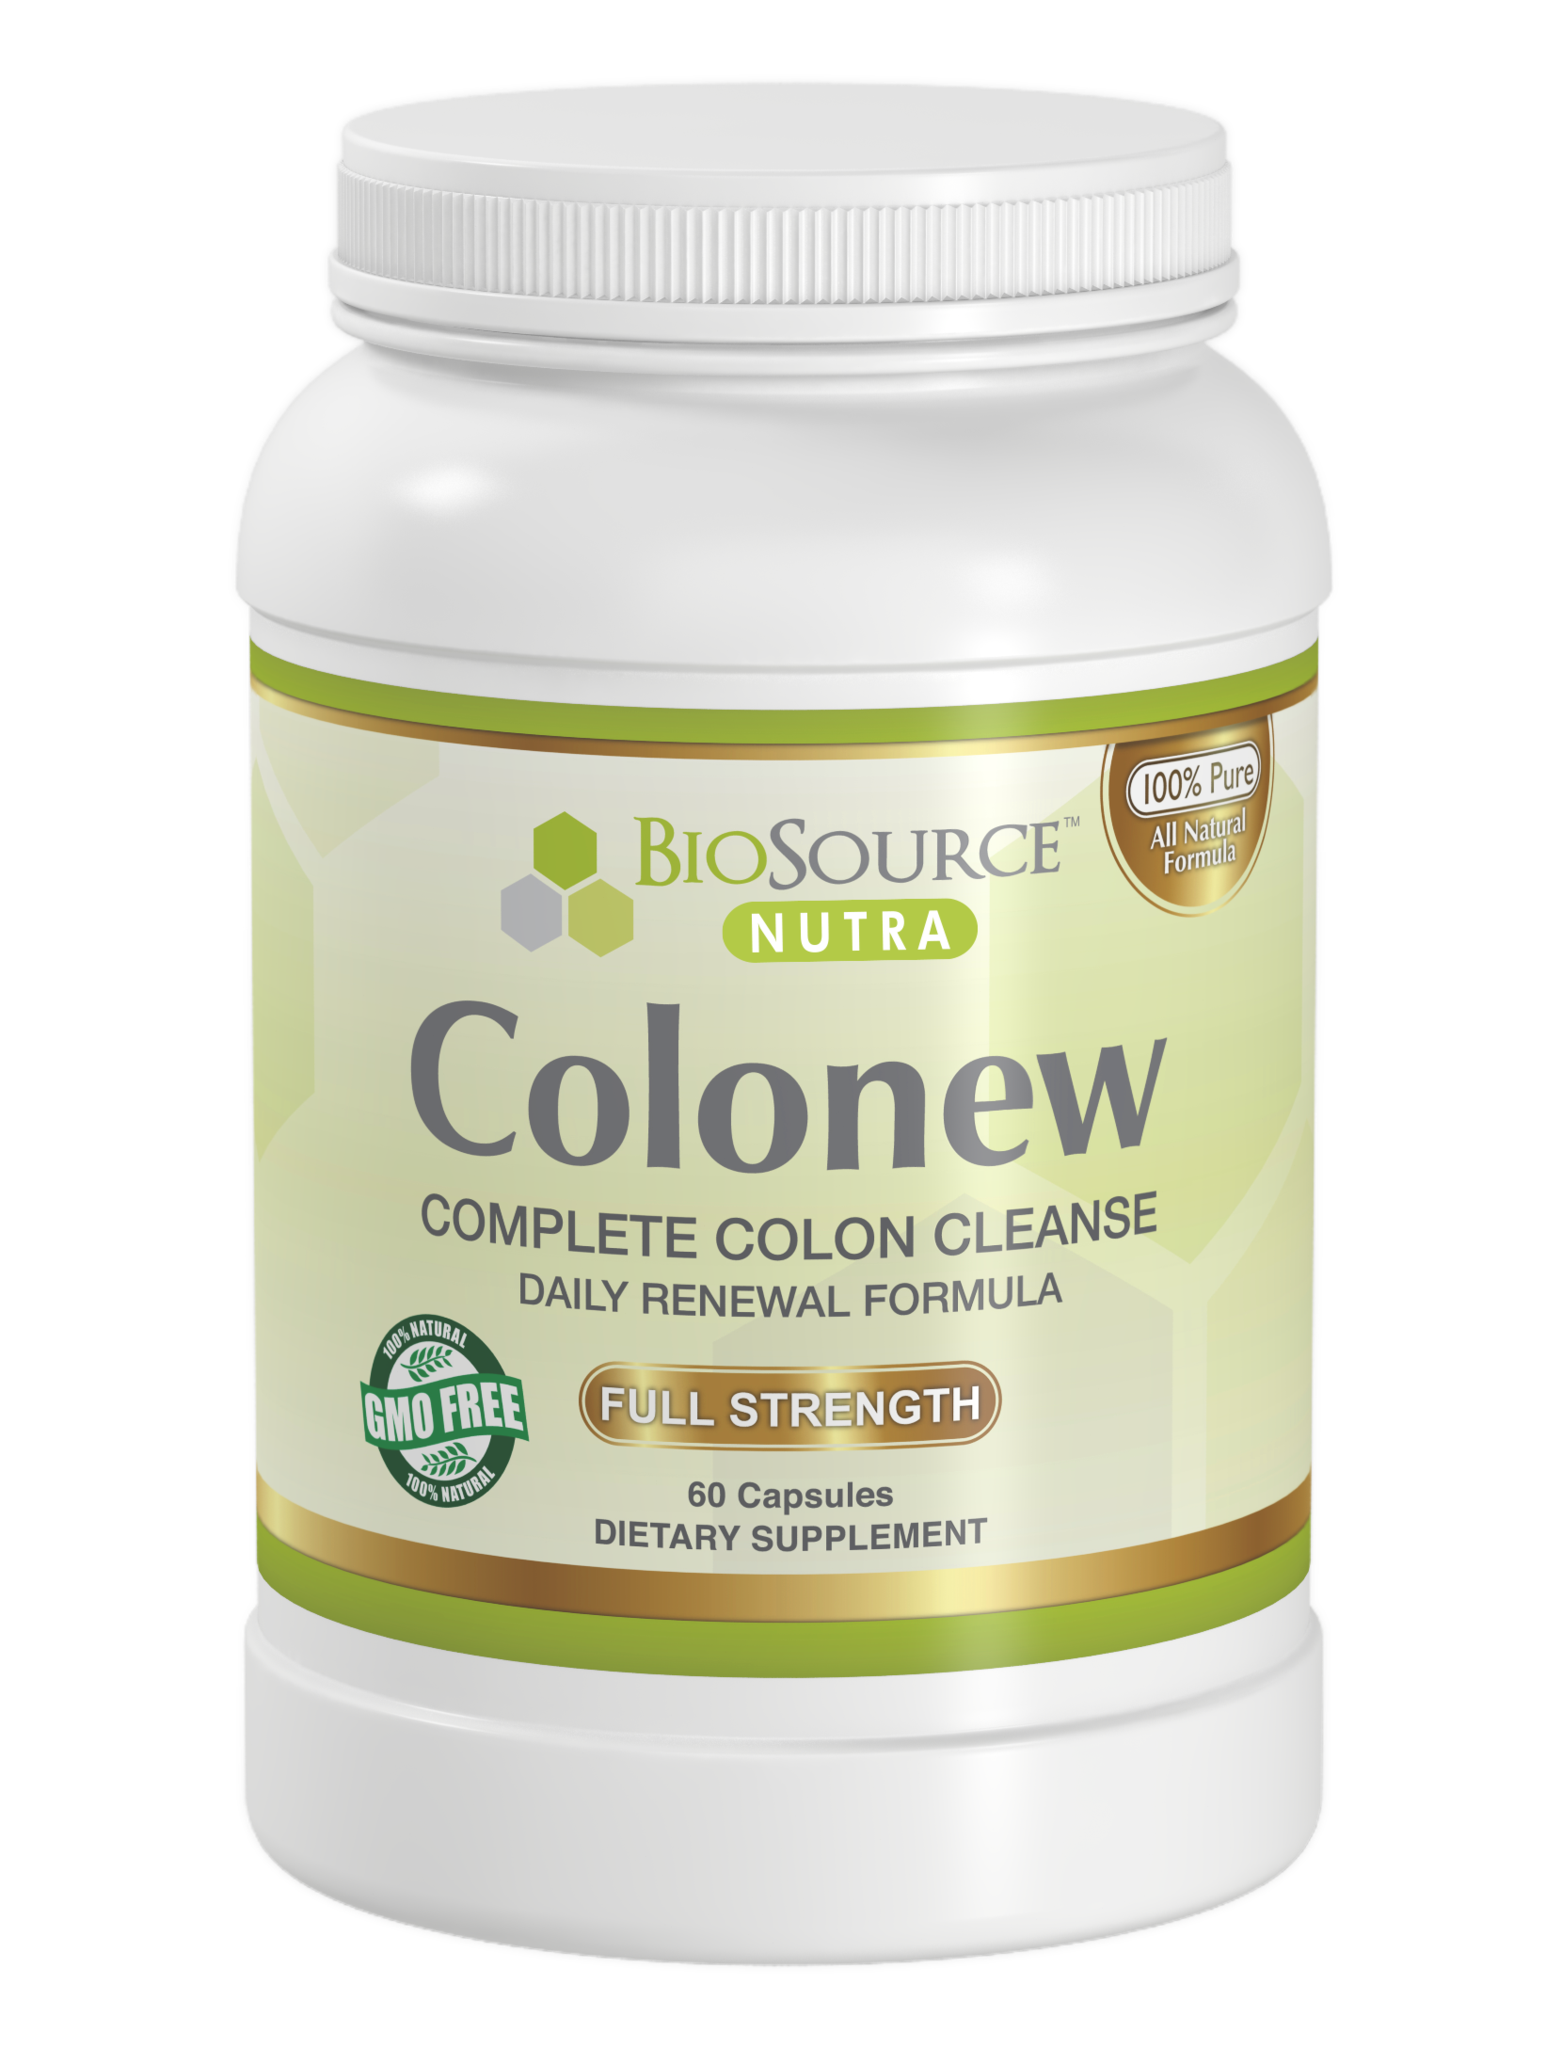 100% Pure
All Natural
Formula
BIOSOURCE™
NUTRA
Colonew
COMPLETE COLON CLEANSE
DAILY RENEWAL FORMULA
100% NATURAL
GMO FREE
100% NATURAL
FULL STRENGTH
60 Capsules
DIETARY SUPPLEMENT